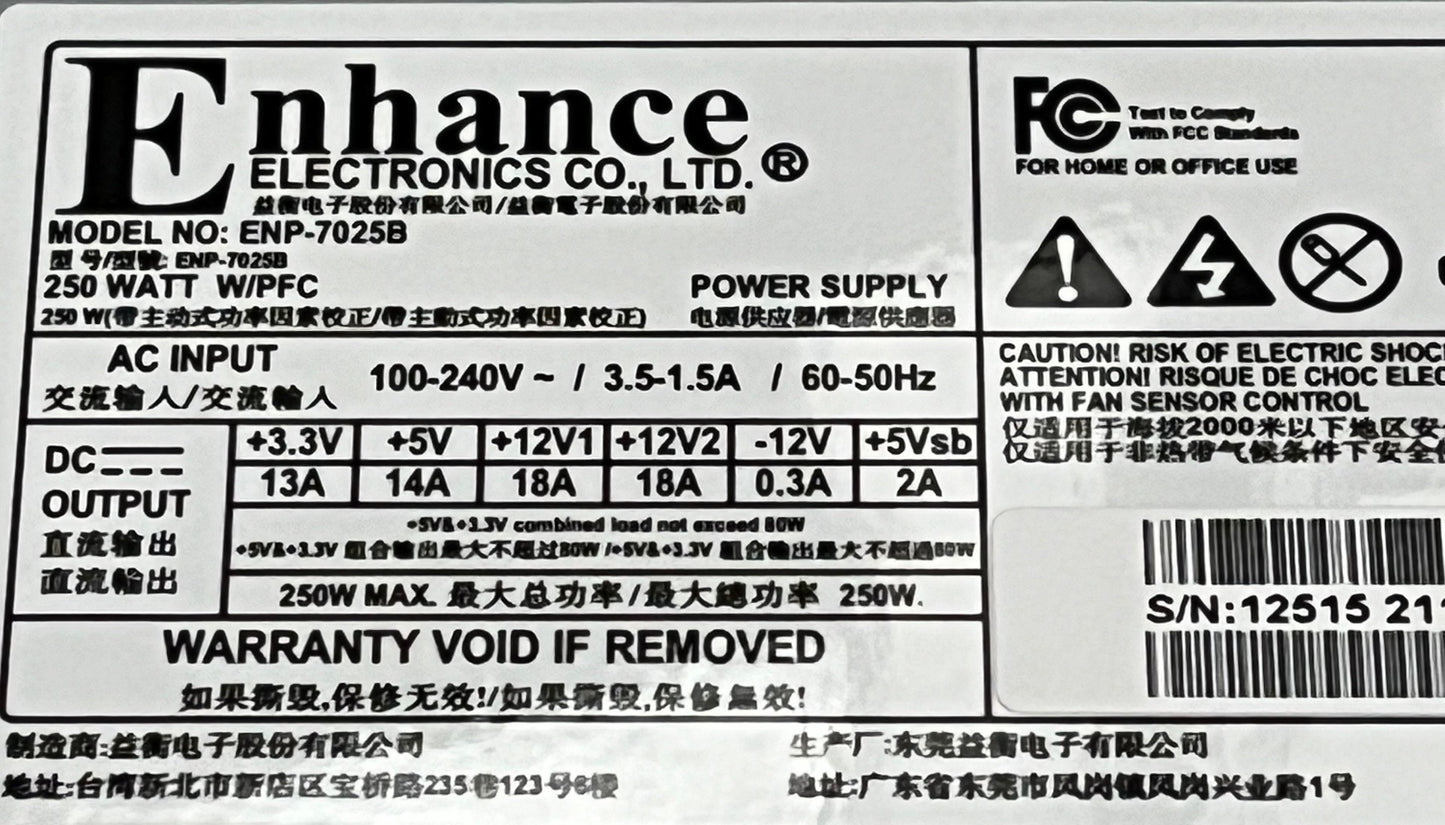 Enhance
ELECTRONICS CO., LTD. ®
益衡电子股份有限公司/益衡電子股份有限公司
MODEL NO: ENP-7025B
型 号/型號: ENP-7025B
250 WATT W/PFC
POWER SUPPLY
250 W(带主动式功率因素校正/帶主動式功率因素校正)
电源供应器/電源供應器
AC INPUT
交流输入/交流輸入
100-240V ~ / 3.5-1.5A / 60-50Hz
DC
OUTPUT
直流输出
直流輸出
+3.3V +5V +12V1 +12V2 -12V +5Vsb
13A 14A 18A 18A 0.3A 2A
+5V&+3.3V combined load not exceed 80W
+5V&+3.3V 组合输出最大不超过80W /+5V&+3.3V 組合輸出最大不超過80W
250W MAX. 最大总功率/最大總功率 250W.
WARRANTY VOID IF REMOVED
如果撕毁,保修无效!/如果撕毀,保修無效!
FC Test to Comply
With FCC Standards
FOR HOME OR OFFICE USE
CAUTION! RISK OF ELECTRIC SHOC
ATTENTION! RISQUE DE CHOC ELEC
WITH FAN SENSOR CONTROL
仅适用于海拔2000米以下地区安
仅适用于非热带气候条件下安全
S/N:12515 21
制造商:益衡电子股份有限公司
地址:台湾新北市新店区宝桥路235巷123号6楼
生产厂:东莞益衡电子有限公司
地址:广东省东莞市凤岗镇凤岗兴业路1号